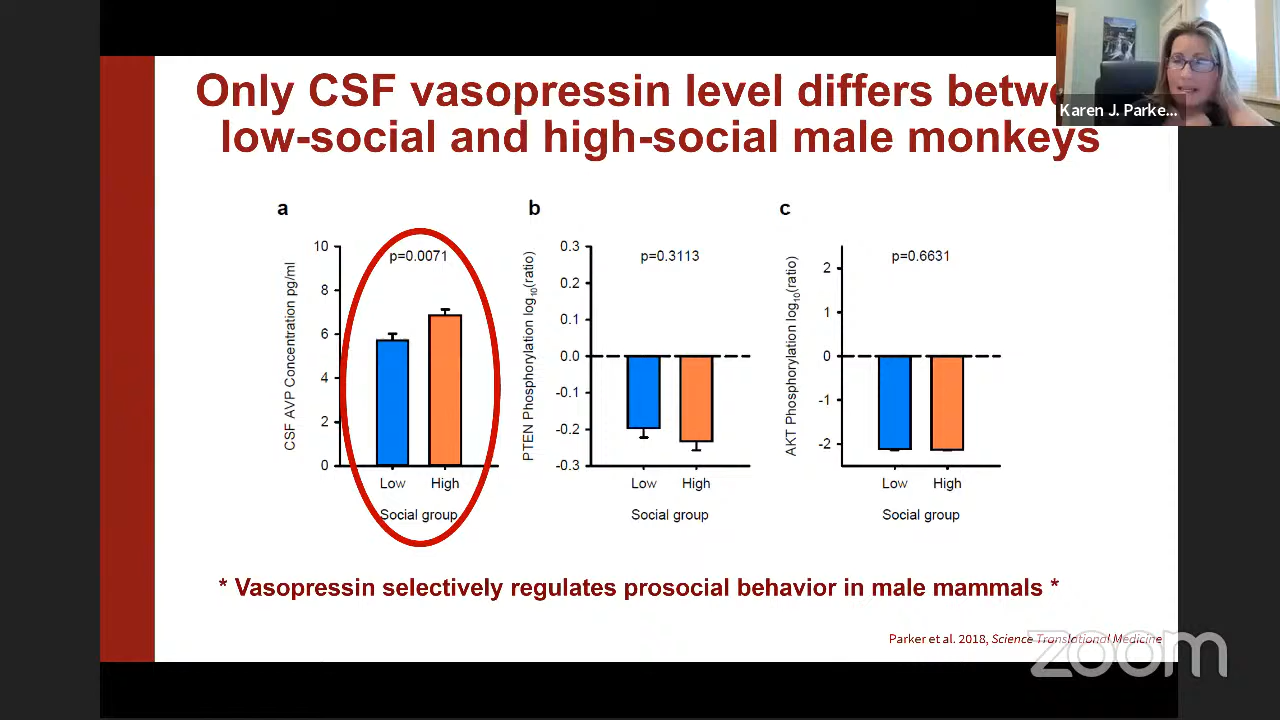 Only CSF vasopressin level differs betwe
low-social and high-social male monkeys
Karen J. Parke...
a
b
c
10
8
6
4
2
0
CSF AVP Concentration pg/ml
p=0.0071
Low
High
Social group
0.3
0.2
0.1
0.0
-0.1
-0.2
-0.3
PTEN Phosphorylation log10(ratio)
p=0.3113
Low
High
Social group
2
1
0
-1
-2
AKT Phosphorylation log10(ratio)
p=0.6631
Low
High
Social group
* Vasopressin selectively regulates prosocial behavior in male mammals *
Parker et al. 2018, Science Translational Medicine
zoom